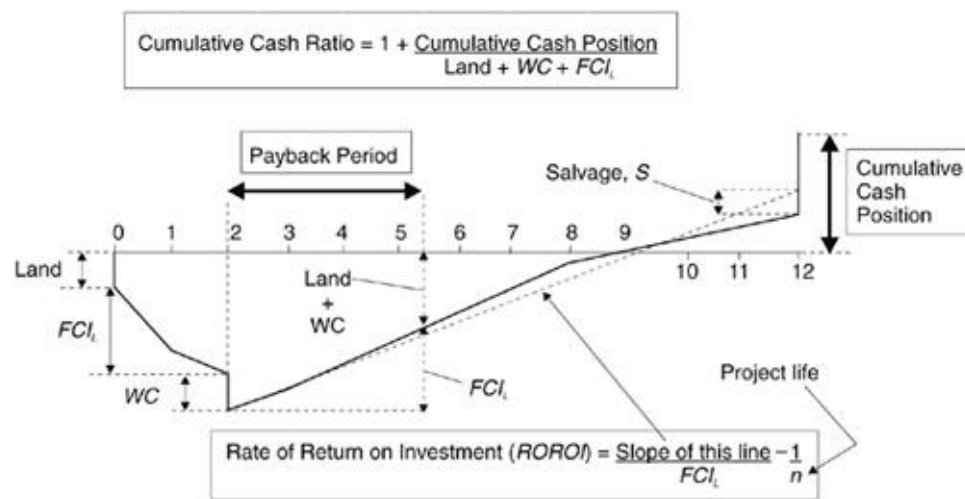 Cumulative Cash Ratio = 1 + Cumulative Cash Position
Land + WC + FCI_L
Payback Period
Salvage, S
Cumulative
Cash
Position
0 1 2 3 4 5 6 7 8 9
10 11 12
Land
Land
+
WC
FCI_L
WC
FCI_L
Project life
Rate of Return on Investment (ROROI) = Slope of this line - 1
FCI_L n